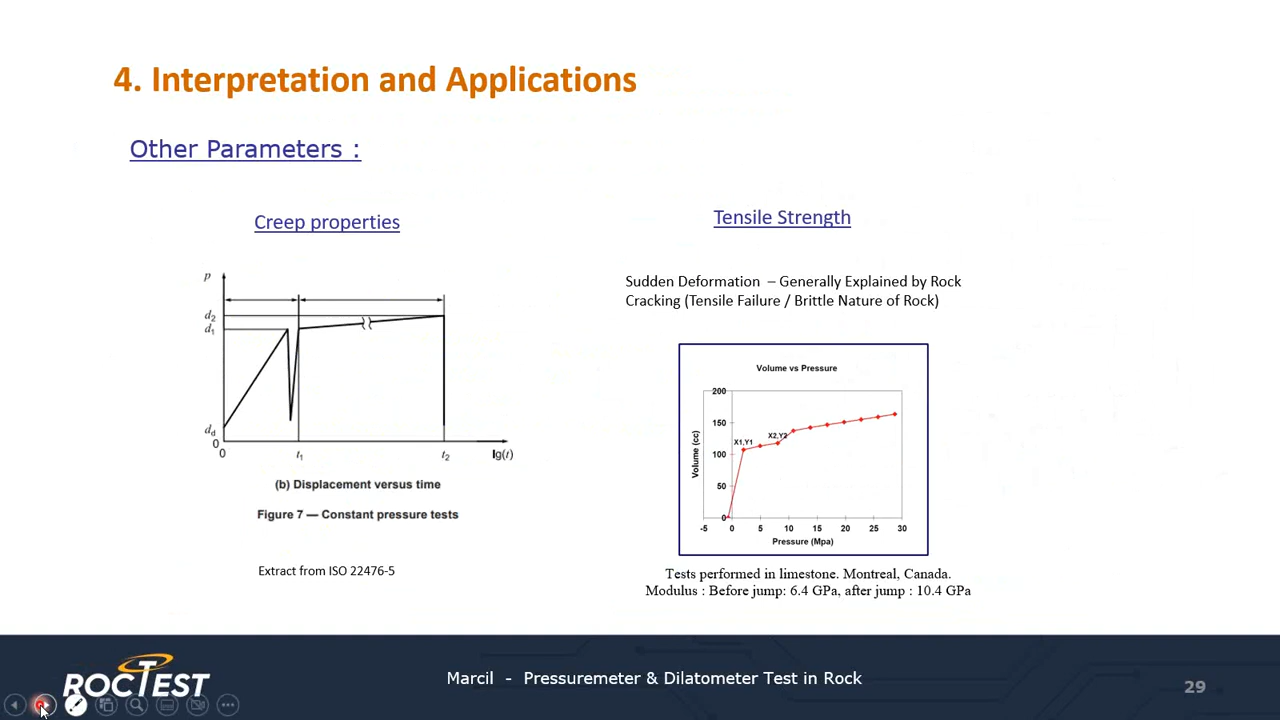 4. Interpretation and Applications
Other Parameters :
Creep properties
p
d2
d1
dd
0
0
t1
t2
lg(t)
(b) Displacement versus time
Figure 7 — Constant pressure tests
Extract from ISO 22476-5
Tensile Strength
Sudden Deformation – Generally Explained by Rock
Cracking (Tensile Failure / Brittle Nature of Rock)
Volume vs Pressure
Volume (cc)
200
150
100
50
0
X1,Y1
X2,Y2
-5 0 5 10 15 20 25 30
Pressure (Mpa)
Tests performed in limestone. Montreal, Canada.
Modulus : Before jump: 6.4 GPa, after jump : 10.4 GPa
ROCTEST
Marcil - Pressuremeter & Dilatometer Test in Rock
29